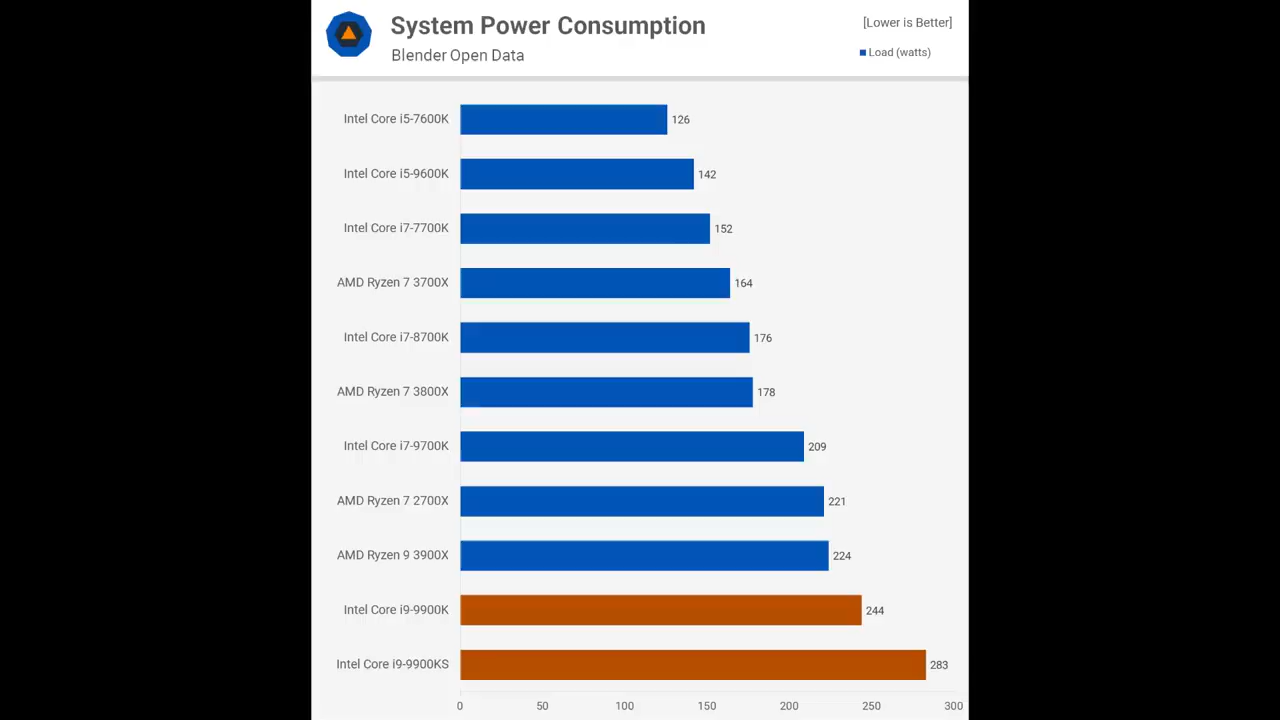 System Power Consumption
[Lower is Better]
Blender Open Data
Load (watts)
Intel Core i5-7600K 126
Intel Core i5-9600K 142
Intel Core i7-7700K 152
AMD Ryzen 7 3700X 164
Intel Core i7-8700K 176
AMD Ryzen 7 3800X 178
Intel Core i7-9700K 209
AMD Ryzen 7 2700X 221
AMD Ryzen 9 3900X 224
Intel Core i9-9900K 244
Intel Core i9-9900KS 283
0 50 100 150 200 250 300